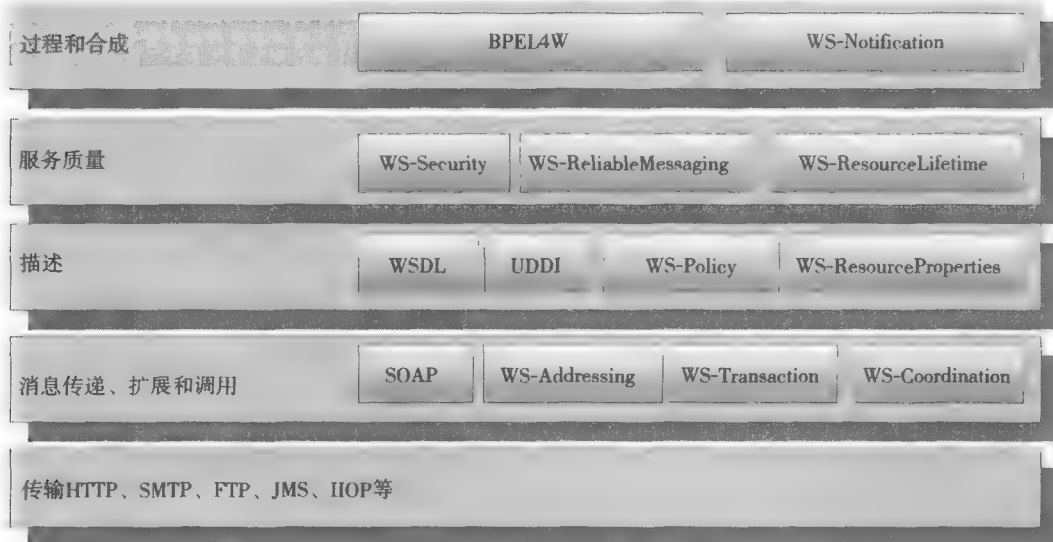 过程和合成 BPEL4W WS-Notification
服务质量 WS-Security WS-ReliableMessaging WS-ResourceLifetime
描述 WSDL UDDI WS-Policy WS-ResourceProperties
消息传递、扩展和调用 SOAP WS-Addressing WS-Transaction WS-Coordination
传输HTTP、SMTP、FTP、JMS、IIOP等